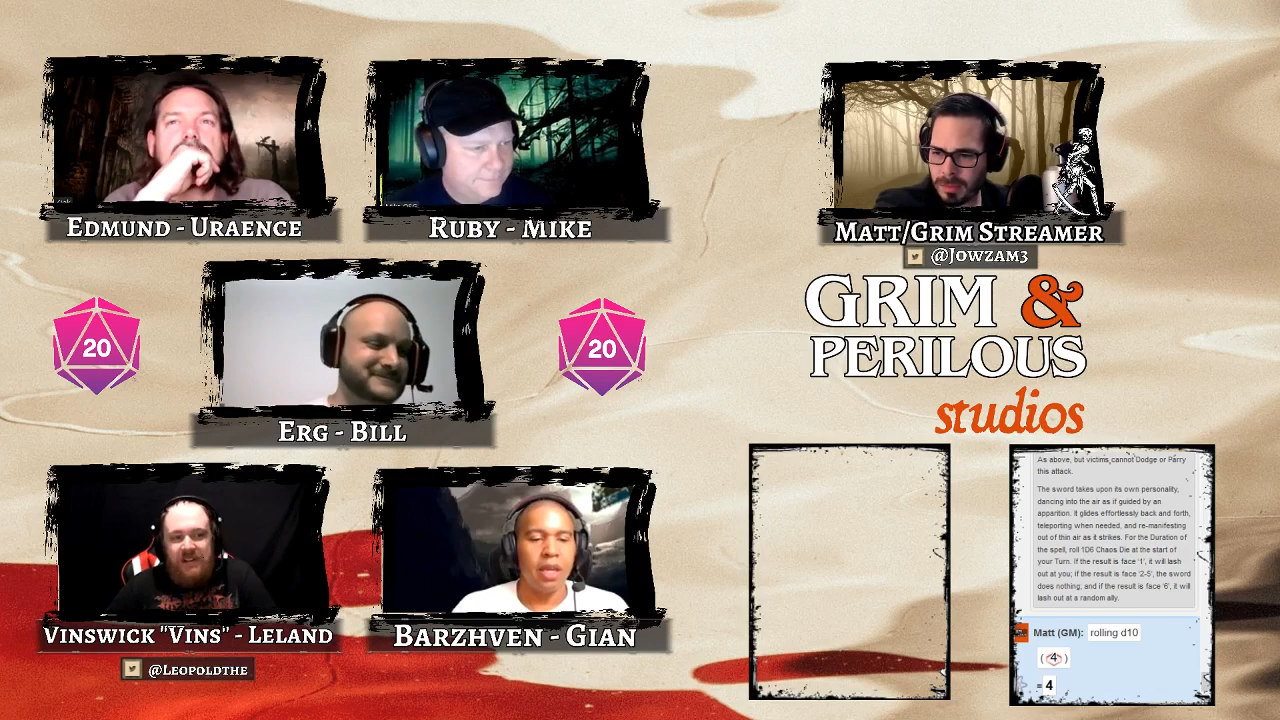 EDMUND - URAENCE
RUBY - MIKE
MATT/GRIM STREAMER
@JOWZAM3
20
ERG - BILL
20
GRIM &
PERILOUS
studios
VINSWICK "VINS" - LELAND
@LEOPOLDTHE
BARZHVEN - GIAN
As above, but victims cannot Dodge or Parry
this attack.
The sword takes upon its own personality,
dancing into the air as if guided by an
apparition. It glides effortlessly back and forth,
teleporting when needed, and re-manifesting
out of thin air as it strikes. For the Duration of
the spell, roll 1D6 Chaos Die at the start of
your Turn. If the result is face '1', it will lash
out at you; if the result is face '2-5', the sword
does nothing; and if the result is face '6', it will
lash out at a random ally.
Matt (GM): rolling d10
(4)
=4